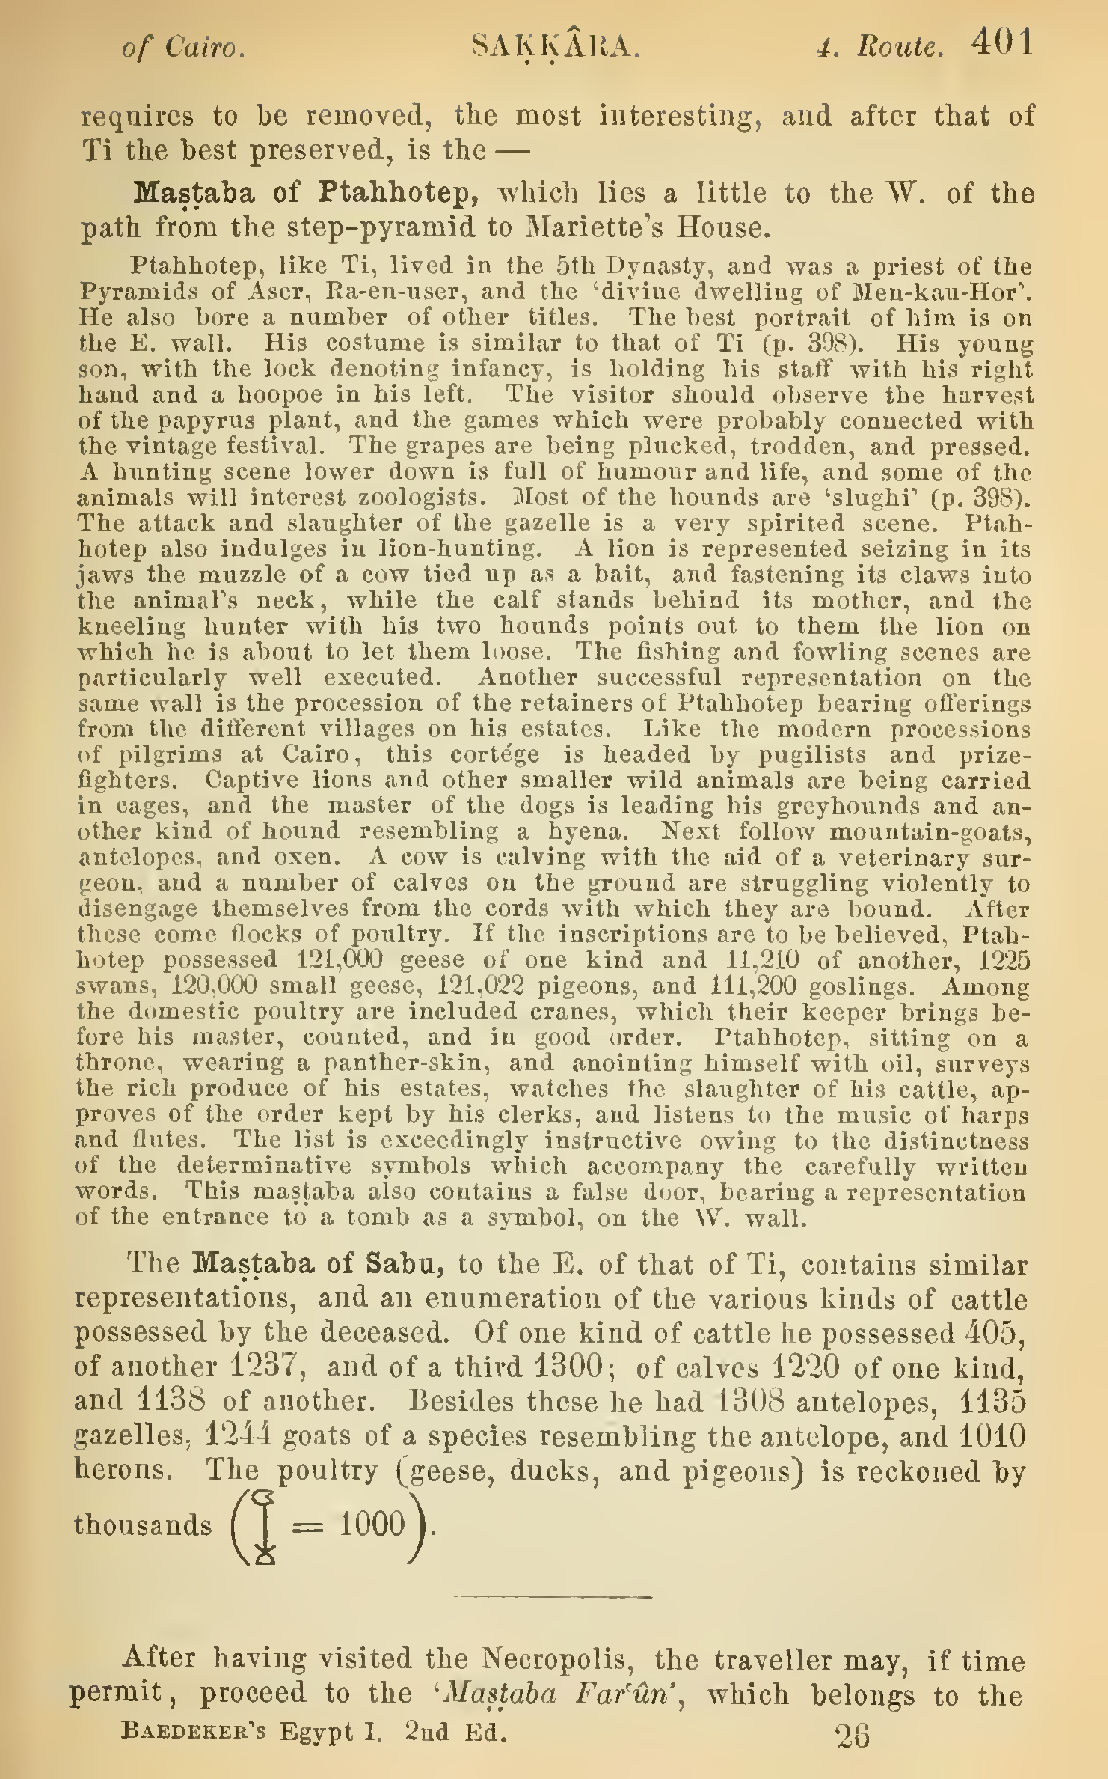 of Cairo. SAḲḲÂRA. 4. Route. 401
requires to be removed, the most interesting, and after that of
Ti the best preserved, is the —
Maṣṭaba of Ptahhotep, which lies a little to the W. of the
path from the step-pyramid to Mariette's House.
Ptahhotep, like Ti, lived in the 5th Dynasty, and was a priest of the
Pyramids of Aser, Ra-en-user, and the 'divine dwelling of Men-kau-Hor'.
He also bore a number of other titles. The best portrait of him is on
the E. wall. His costume is similar to that of Ti (p. 398). His young
son, with the lock denoting infancy, is holding his staff with his right
hand and a hoopoe in his left. The visitor should observe the harvest
of the papyrus plant, and the games which were probably connected with
the vintage festival. The grapes are being plucked, trodden, and pressed.
A hunting scene lower down is full of humour and life, and some of the
animals will interest zoologists. Most of the hounds are 'slughi' (p. 398).
The attack and slaughter of the gazelle is a very spirited scene. Ptah-
hotep also indulges in lion-hunting. A lion is represented seizing in its
jaws the muzzle of a cow tied up as a bait, and fastening its claws into
the animal's neck, while the calf stands behind its mother, and the
kneeling hunter with his two hounds points out to them the lion on
which he is about to let them loose. The fishing and fowling scenes are
particularly well executed. Another successful representation on the
same wall is the procession of the retainers of Ptahhotep bearing offerings
from the different villages on his estates. Like the modern processions
of pilgrims at Cairo, this cortége is headed by pugilists and prize-
fighters. Captive lions and other smaller wild animals are being carried
in cages, and the master of the dogs is leading his greyhounds and an-
other kind of hound resembling a hyena. Next follow mountain-goats,
antelopes, and oxen. A cow is calving with the aid of a veterinary sur-
geon, and a number of calves on the ground are struggling violently to
disengage themselves from the cords with which they are bound. After
these come flocks of poultry. If the inscriptions are to be believed, Ptah-
hotep possessed 121,000 geese of one kind and 11,210 of another, 1225
swans, 120,000 small geese, 121,022 pigeons, and 111,200 goslings. Among
the domestic poultry are included cranes, which their keeper brings be-
fore his master, counted, and in good order. Ptahhotep, sitting on a
throne, wearing a panther-skin, and anointing himself with oil, surveys
the rich produce of his estates, watches the slaughter of his cattle, ap-
proves of the order kept by his clerks, and listens to the music of harps
and flutes. The list is exceedingly instructive owing to the distinctness
of the determinative symbols which accompany the carefully written
words. This maṣṭaba also contains a false door, bearing a representation
of the entrance to a tomb as a symbol, on the W. wall.
The Maṣṭaba of Sabu, to the E. of that of Ti, contains similar
representations, and an enumeration of the various kinds of cattle
possessed by the deceased. Of one kind of cattle he possessed 405,
of another 1237, and of a third 1300; of calves 1220 of one kind,
and 1138 of another. Besides these he had 1308 antelopes, 1135
gazelles, 1244 goats of a species resembling the antelope, and 1010
herons. The poultry (geese, ducks, and pigeons) is reckoned by
thousands (𓆼 = 1000).
After having visited the Necropolis, the traveller may, if time
permit, proceed to the 'Maṣṭaba Farʿûn', which belongs to the
BAEDEKER'S Egypt I. 2nd Ed. 26